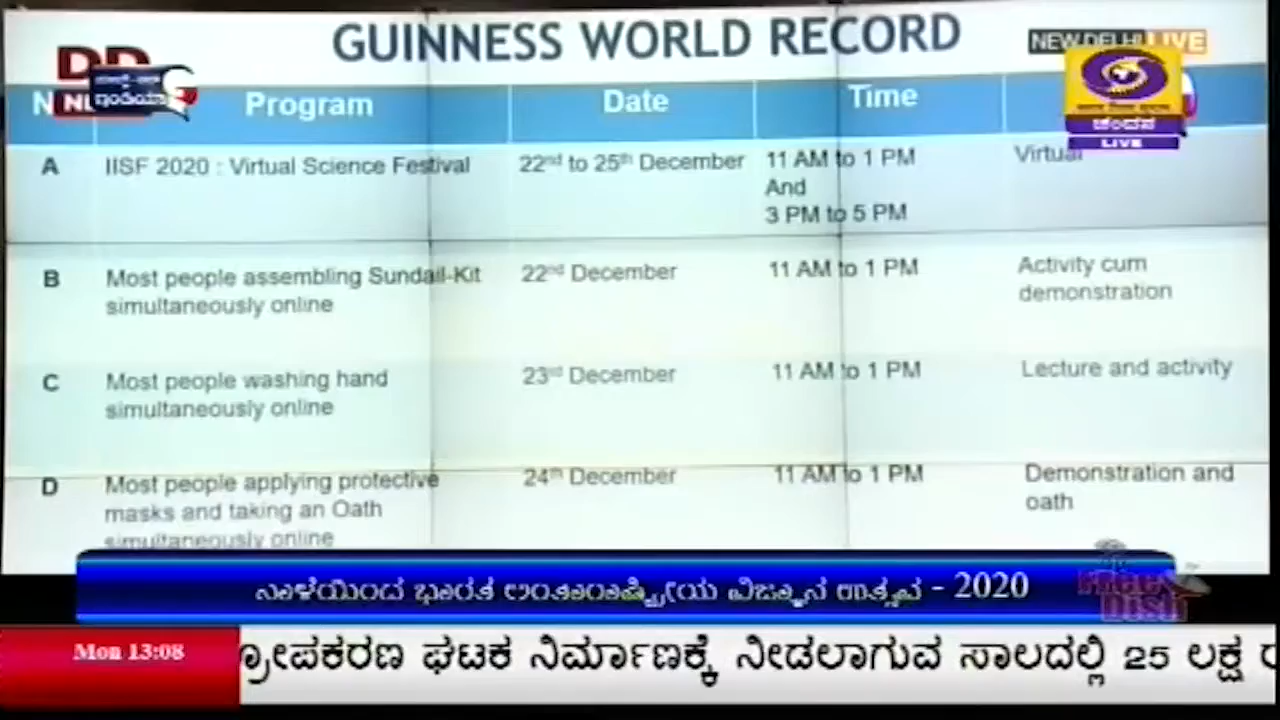 GUINNESS WORLD RECORD
NEW DELHI LIVE
Program Date Time
A IISF 2020 : Virtual Science Festival 22nd to 25th December 11 AM to 1 PM Virtual
And
3 PM to 5 PM
B Most people assembling Sundail-Kit 22nd December 11 AM to 1 PM Activity cum
simultaneously online demonstration
C Most people washing hand 23rd December 11 AM to 1 PM Lecture and activity
simultaneously online
D Most people applying protective 24th December 11 AM to 1 PM Demonstration and
masks and taking an Oath oath
simultaneously online
ಚಂದನ
LIVE
ನಾಳೆಯಿಂದ ಭಾರತ ಅಂತಾರಾಷ್ಟ್ರೀಯ ವಿಜ್ಞಾನ ಉತ್ಸವ - 2020
Mon 13:08
ಘಟಕ ನಿರ್ಮಾಣಕ್ಕೆ ನೀಡಲಾಗುವ ಸಾಲದಲ್ಲಿ 25 ಲಕ್ಷ